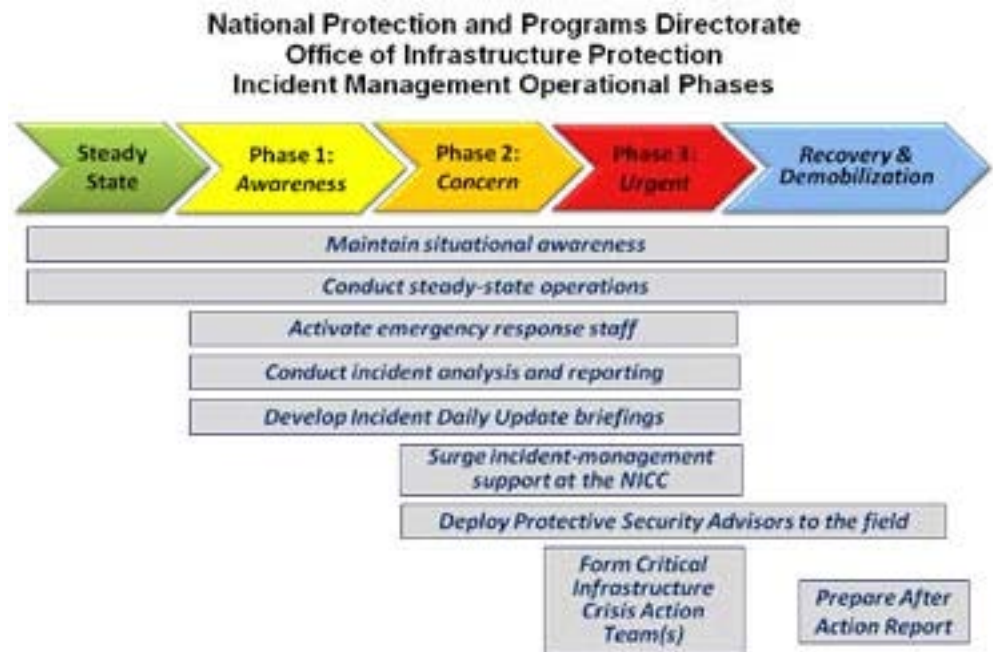 National Protection and Programs Directorate
Office of Infrastructure Protection
Incident Management Operational Phases
Steady
State
Phase 1:
Awareness
Phase 2:
Concern
Phase 3:
Urgent
Recovery &
Demobilization
Maintain situational awareness
Conduct steady-state operations
Activate emergency response staff
Conduct incident analysis and reporting
Develop Incident Daily Update briefings
Surge incident-management
support at the NICC
Deploy Protective Security Advisors to the field
Form Critical
Infrastructure
Crisis Action
Team(s)
Prepare After
Action Report